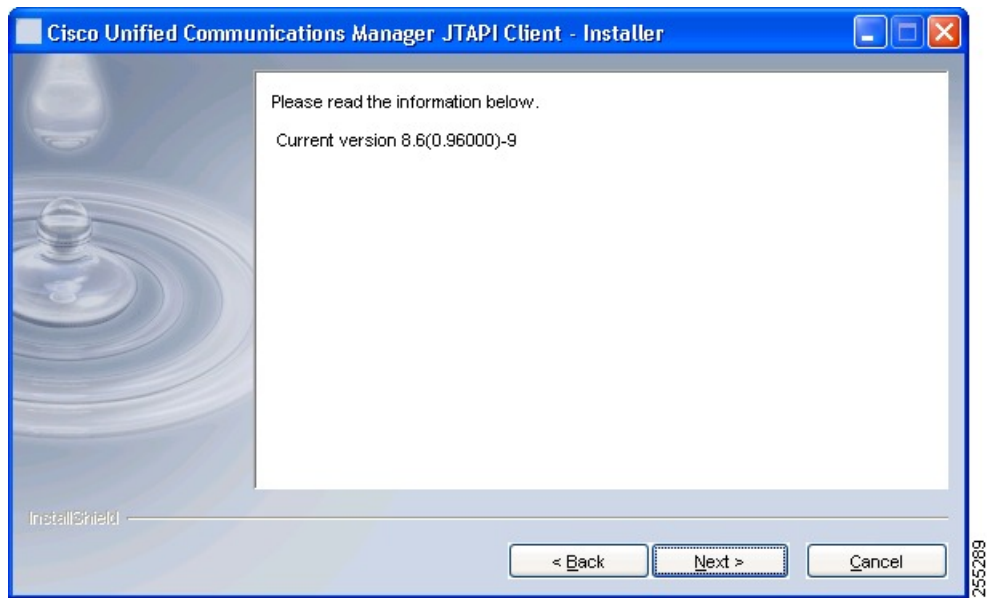 Cisco Unified Communications Manager JTAPI Client - Installer
Please read the information below.
Current version 8.6(0.96000)-9
InstallShield
< Back
Next >
Cancel
255289